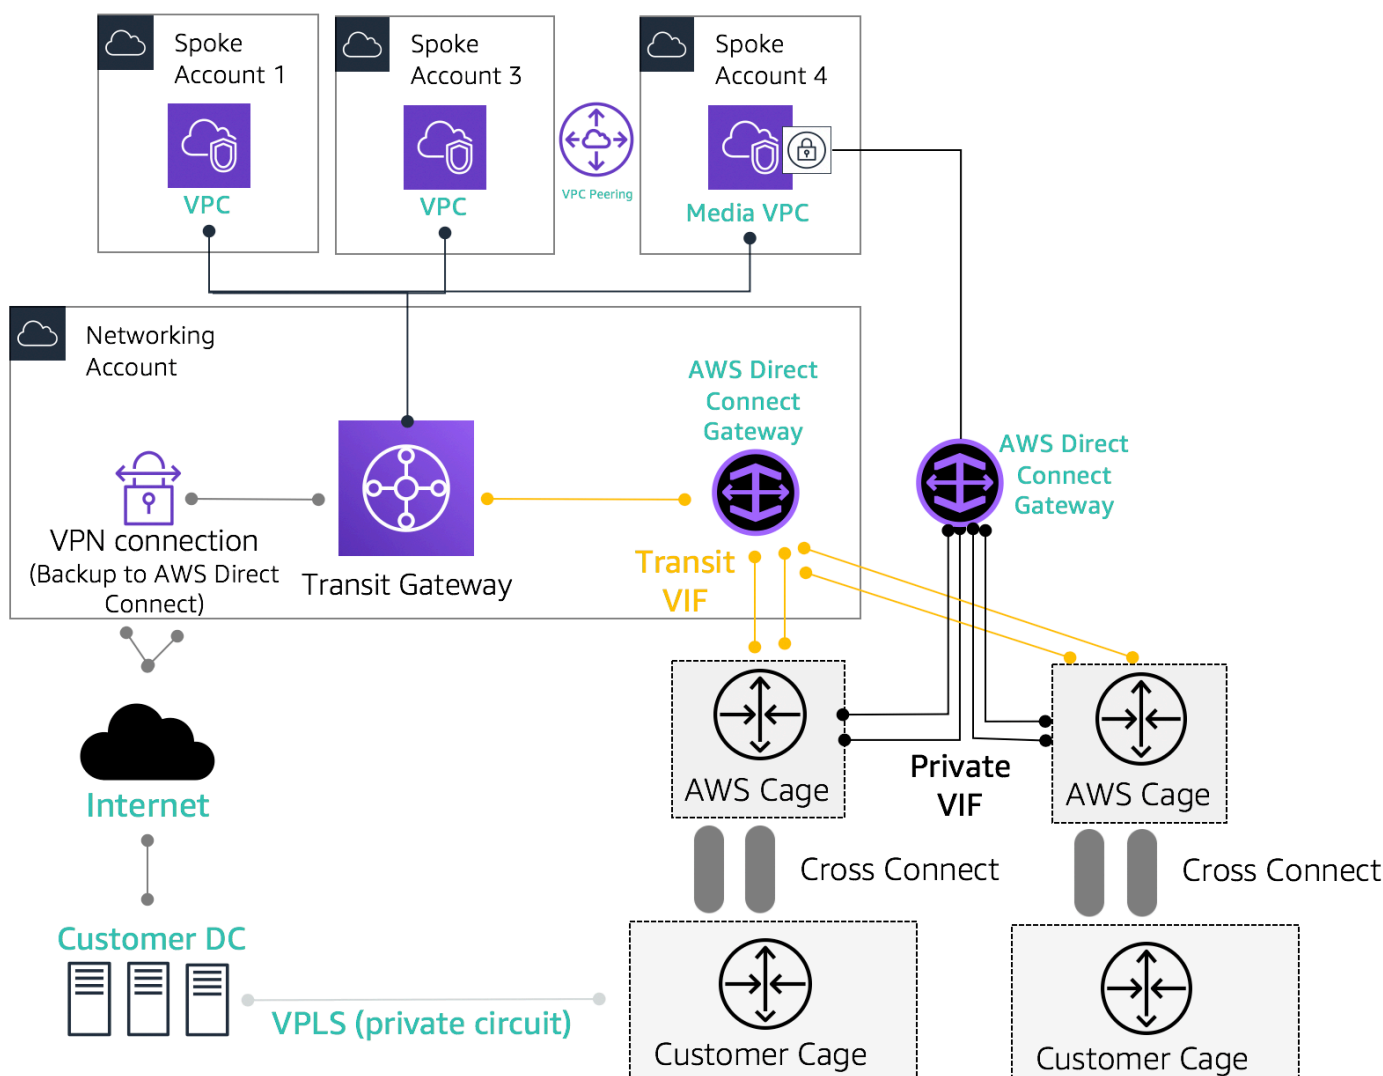 Spoke
Account 1
VPC
Spoke
Account 3
VPC
VPC Peering
Spoke
Account 4
Media VPC
Networking
Account
AWS Direct
Connect
Gateway
AWS Direct
Connect
Gateway
VPN connection
(Backup to AWS Direct
Connect)
Transit Gateway
Transit
VIF
Internet
AWS Cage
Private
VIF
AWS Cage
Cross Connect
Cross Connect
Customer DC
VPLS (private circuit)
Customer Cage
Customer Cage